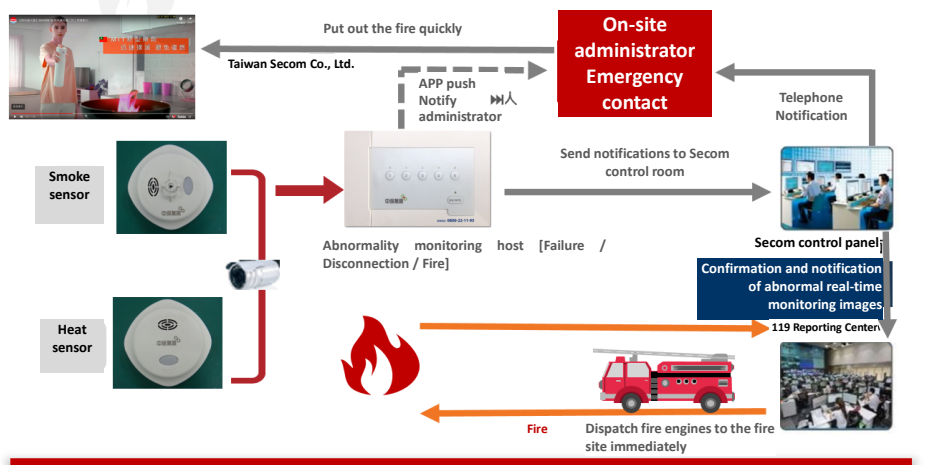 Put out the fire quickly
On-site
administrator
Emergency
contact
Taiwan Secom Co., Ltd.
APP push
Notify
administrator
人
Telephone
Notification
Smoke
sensor
Send notifications to Secom
control room
Abnormality monitoring host [Failure /
Disconnection / Fire]
Secom control panel
Confirmation and notification
of abnormal real-time
monitoring images
Heat
sensor
119 Reporting Center
Fire
Dispatch fire engines to the fire
site immediately